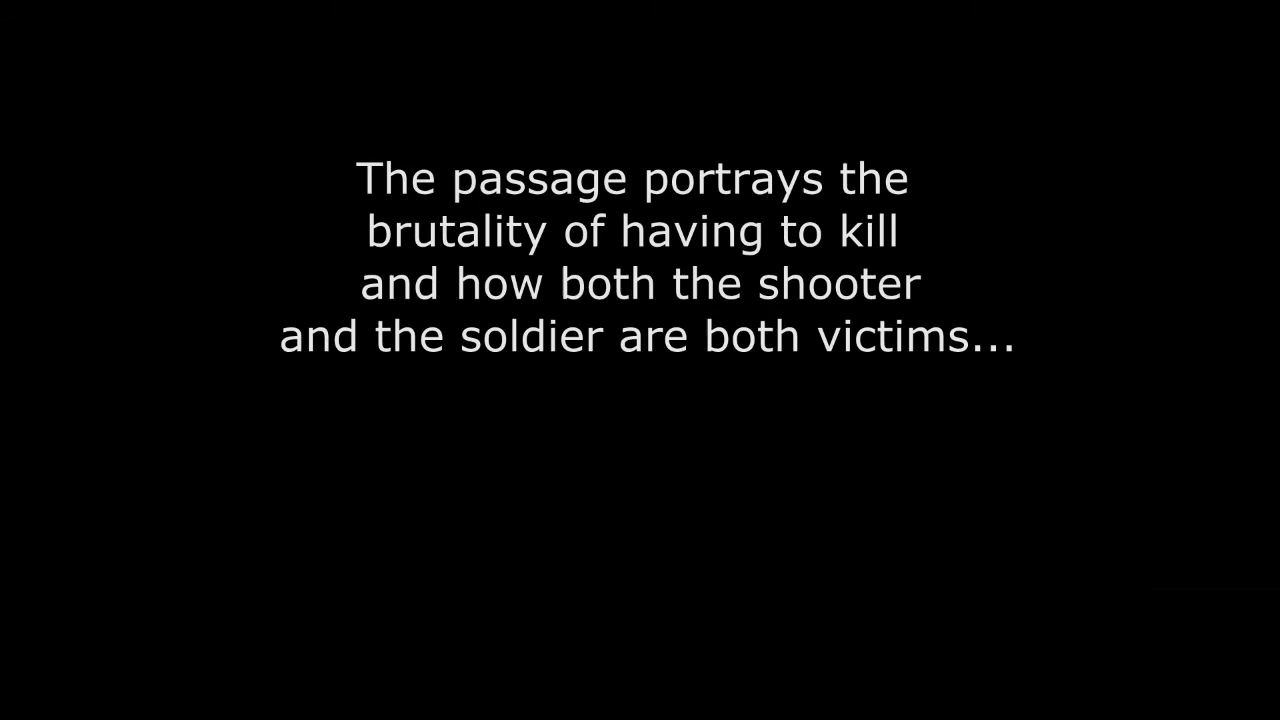 The passage portrays the
brutality of having to kill
and how both the shooter
and the soldier are both victims...